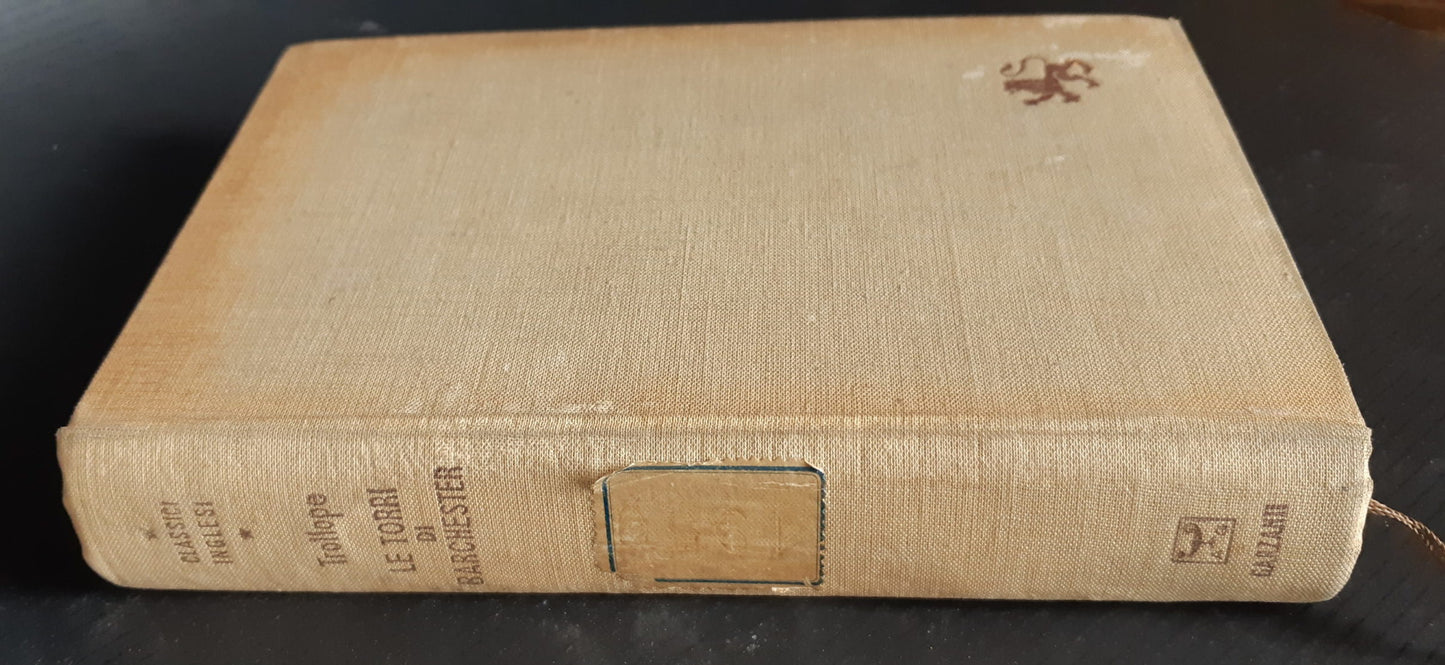 CLASSICI
INGLESI
Trollope
LE TORRI
DI
BARCHESTER
GARZANTI